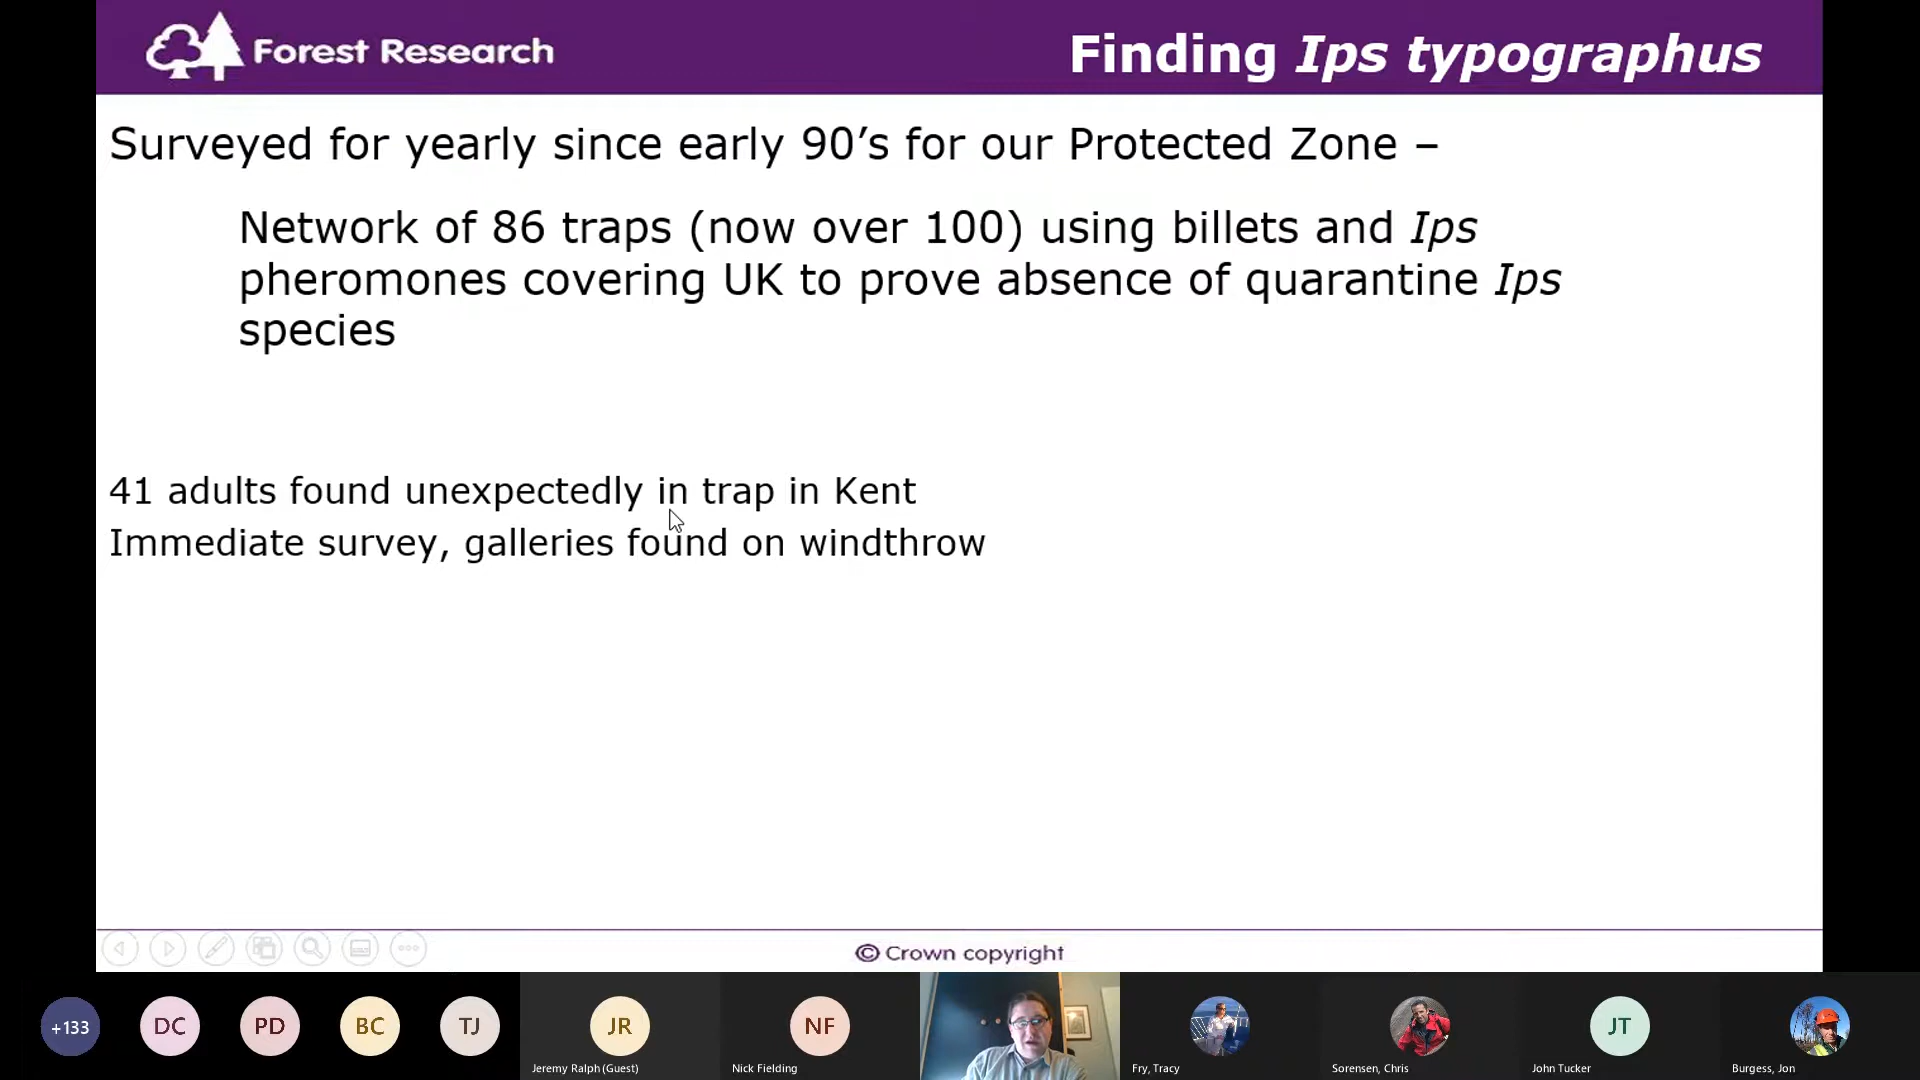 Forest Research
Finding Ips typographus
Surveyed for yearly since early 90’s for our Protected Zone –
Network of 86 traps (now over 100) using billets and Ips
pheromones covering UK to prove absence of quarantine Ips
species
41 adults found unexpectedly in trap in Kent
Immediate survey, galleries found on windthrow
© Crown copyright
+133
DC
PD
BC
TJ
JR
NF
JT
Jeremy Ralph (Guest)
Nick Fielding
Fry, Tracy
Sorensen, Chris
John Tucker
Burgess, Jon